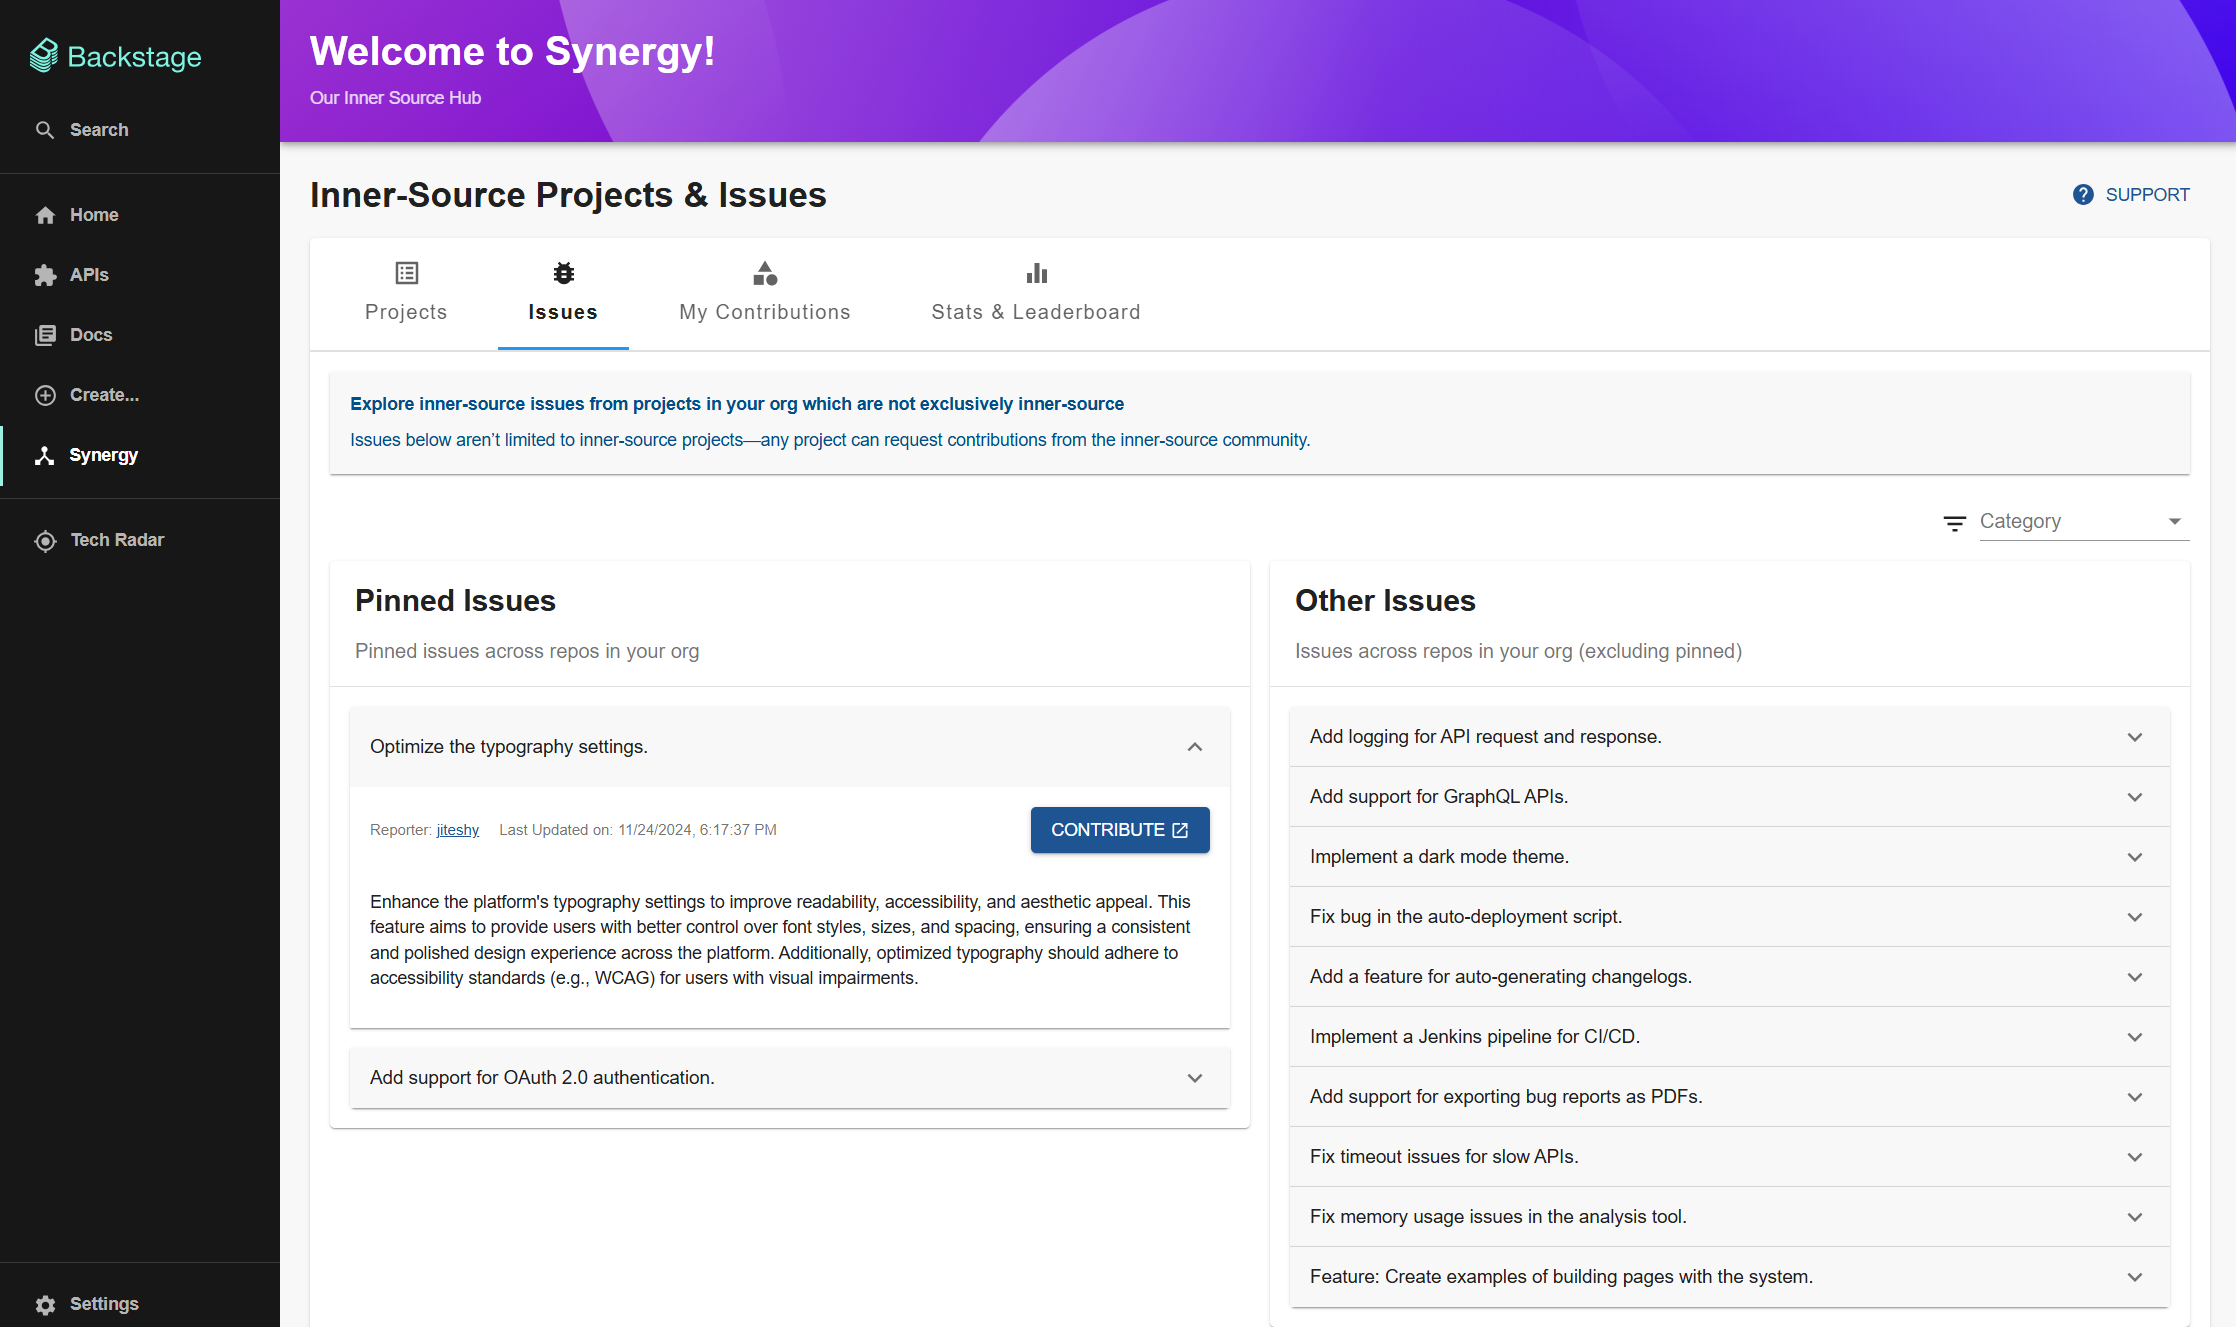 Backstage
Search
Home
APIs
Docs
Create...
Synergy
Tech Radar
Settings
Welcome to Synergy!
Our Inner Source Hub
Inner-Source Projects & Issues
SUPPORT
Projects
Issues
My Contributions
Stats & Leaderboard
Explore inner-source issues from projects in your org which are not exclusively inner-source
Issues below aren’t limited to inner-source projects—any project can request contributions from the inner-source community.
Category
Pinned Issues
Pinned issues across repos in your org
Optimize the typography settings.
Reporter: jiteshy Last Updated on: 11/24/2024, 6:17:37 PM
CONTRIBUTE
Enhance the platform's typography settings to improve readability, accessibility, and aesthetic appeal. This
feature aims to provide users with better control over font styles, sizes, and spacing, ensuring a consistent
and polished design experience across the platform. Additionally, optimized typography should adhere to
accessibility standards (e.g., WCAG) for users with visual impairments.
Add support for OAuth 2.0 authentication.
Other Issues
Issues across repos in your org (excluding pinned)
Add logging for API request and response.
Add support for GraphQL APIs.
Implement a dark mode theme.
Fix bug in the auto-deployment script.
Add a feature for auto-generating changelogs.
Implement a Jenkins pipeline for CI/CD.
Add support for exporting bug reports as PDFs.
Fix timeout issues for slow APIs.
Fix memory usage issues in the analysis tool.
Feature: Create examples of building pages with the system.